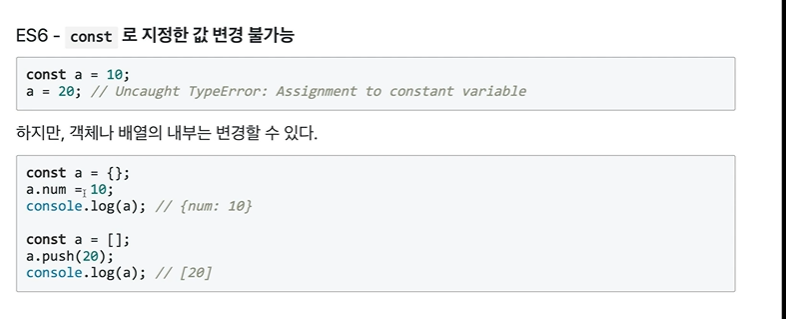 ES6 - const 로 지정한 값 변경 불가능
const a = 10;
a = 20; // Uncaught TypeError: Assignment to constant variable
하지만, 객체나 배열의 내부는 변경할 수 있다.
const a = {};
a.num = 10;
console.log(a); // {num: 10}
const a = [];
a.push(20);
console.log(a); // [20]